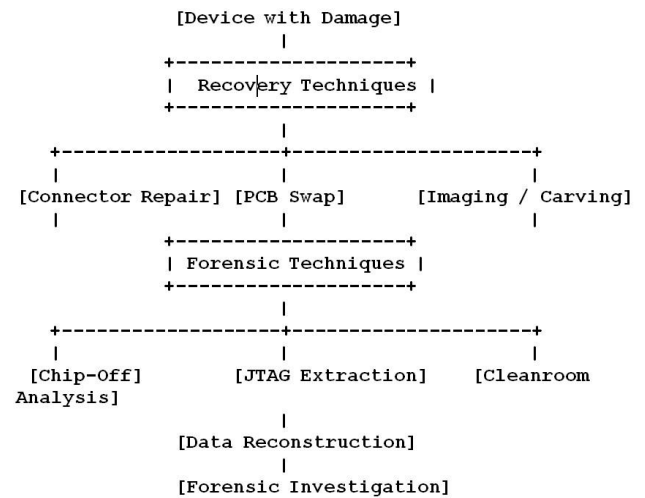 [Device with Damage]
|
+---------------------+
| Recovery Techniques |
+---------------------+
|
+--------------------+----------------------+
| | |
[Connector Repair] [PCB Swap] [Imaging / Carving]
| | |
+---------------------+
| Forensic Techniques |
+---------------------+
|
+--------------------+----------------------+
| | |
[Chip-Off] [JTAG Extraction] [Cleanroom
Analysis]
|
[Data Reconstruction]
|
[Forensic Investigation]